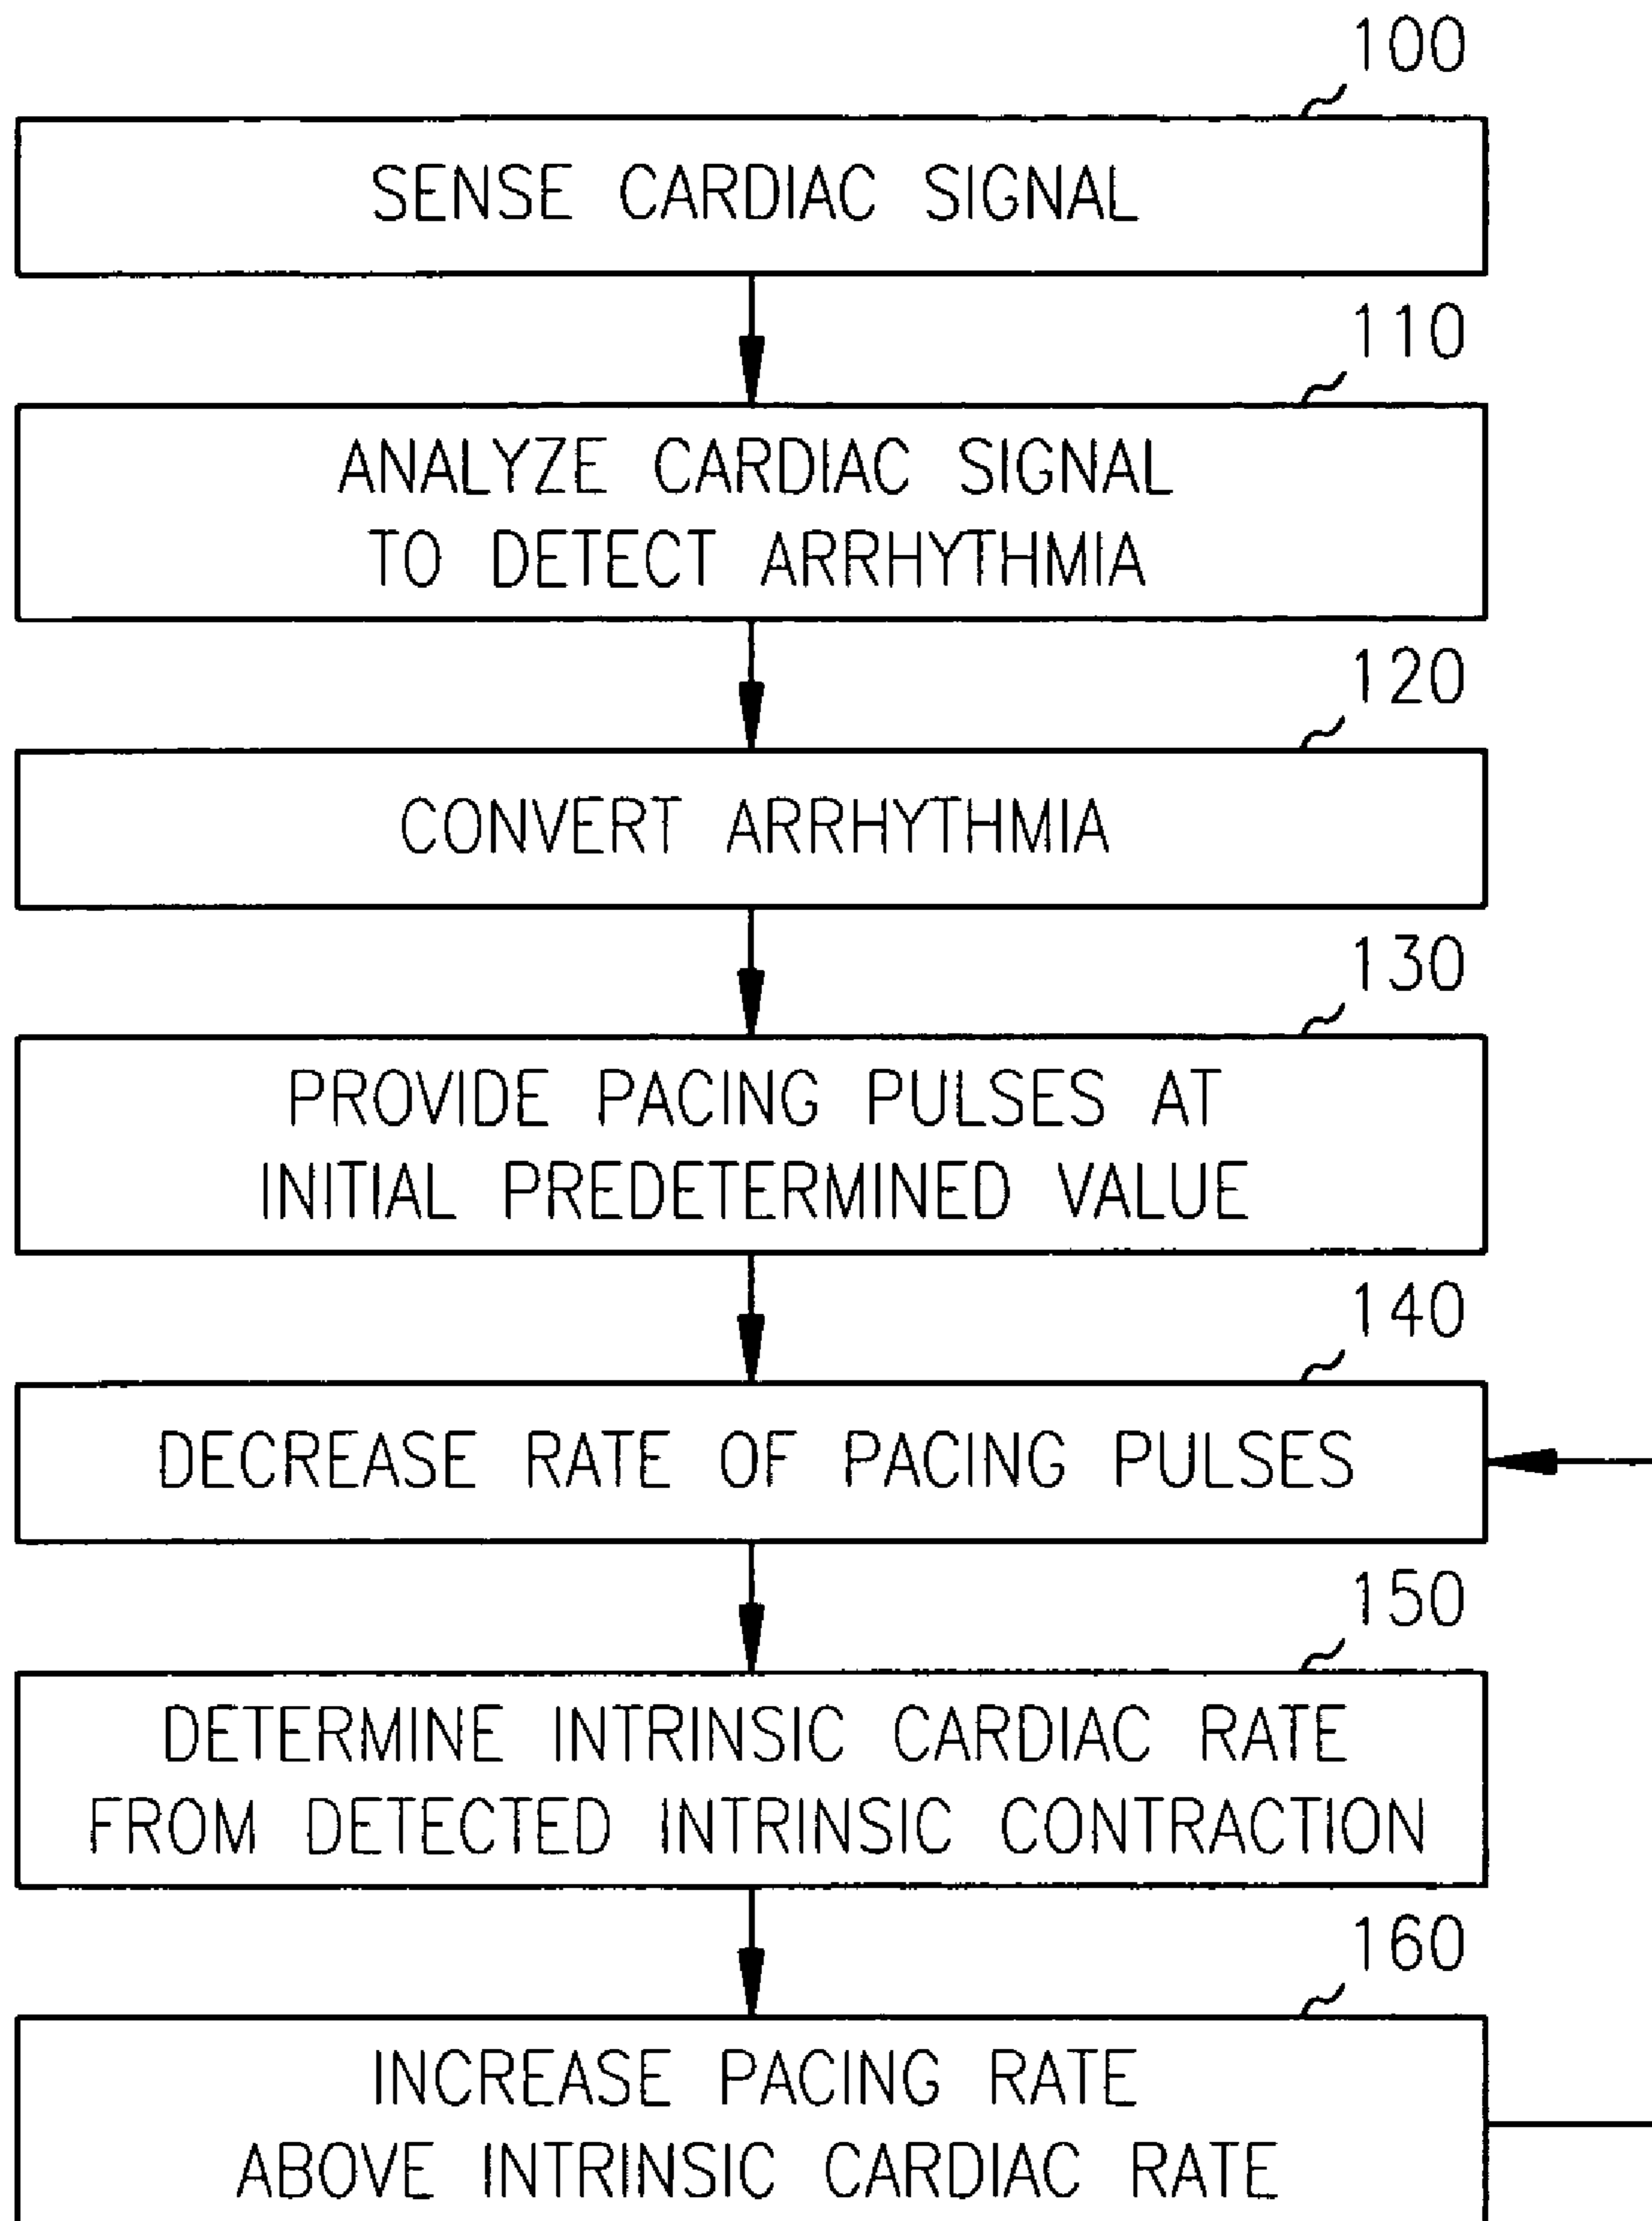 100
SENSE CARDIAC SIGNAL
110
ANALYZE CARDIAC SIGNAL
TO DETECT ARRHYTHMIA
120
CONVERT ARRHYTHMIA
130
PROVIDE PACING PULSES AT
INITIAL PREDETERMINED VALUE
140
DECREASE RATE OF PACING PULSES
150
DETERMINE INTRINSIC CARDIAC RATE
FROM DETECTED INTRINSIC CONTRACTION
160
INCREASE PACING RATE
ABOVE INTRINSIC CARDIAC RATE